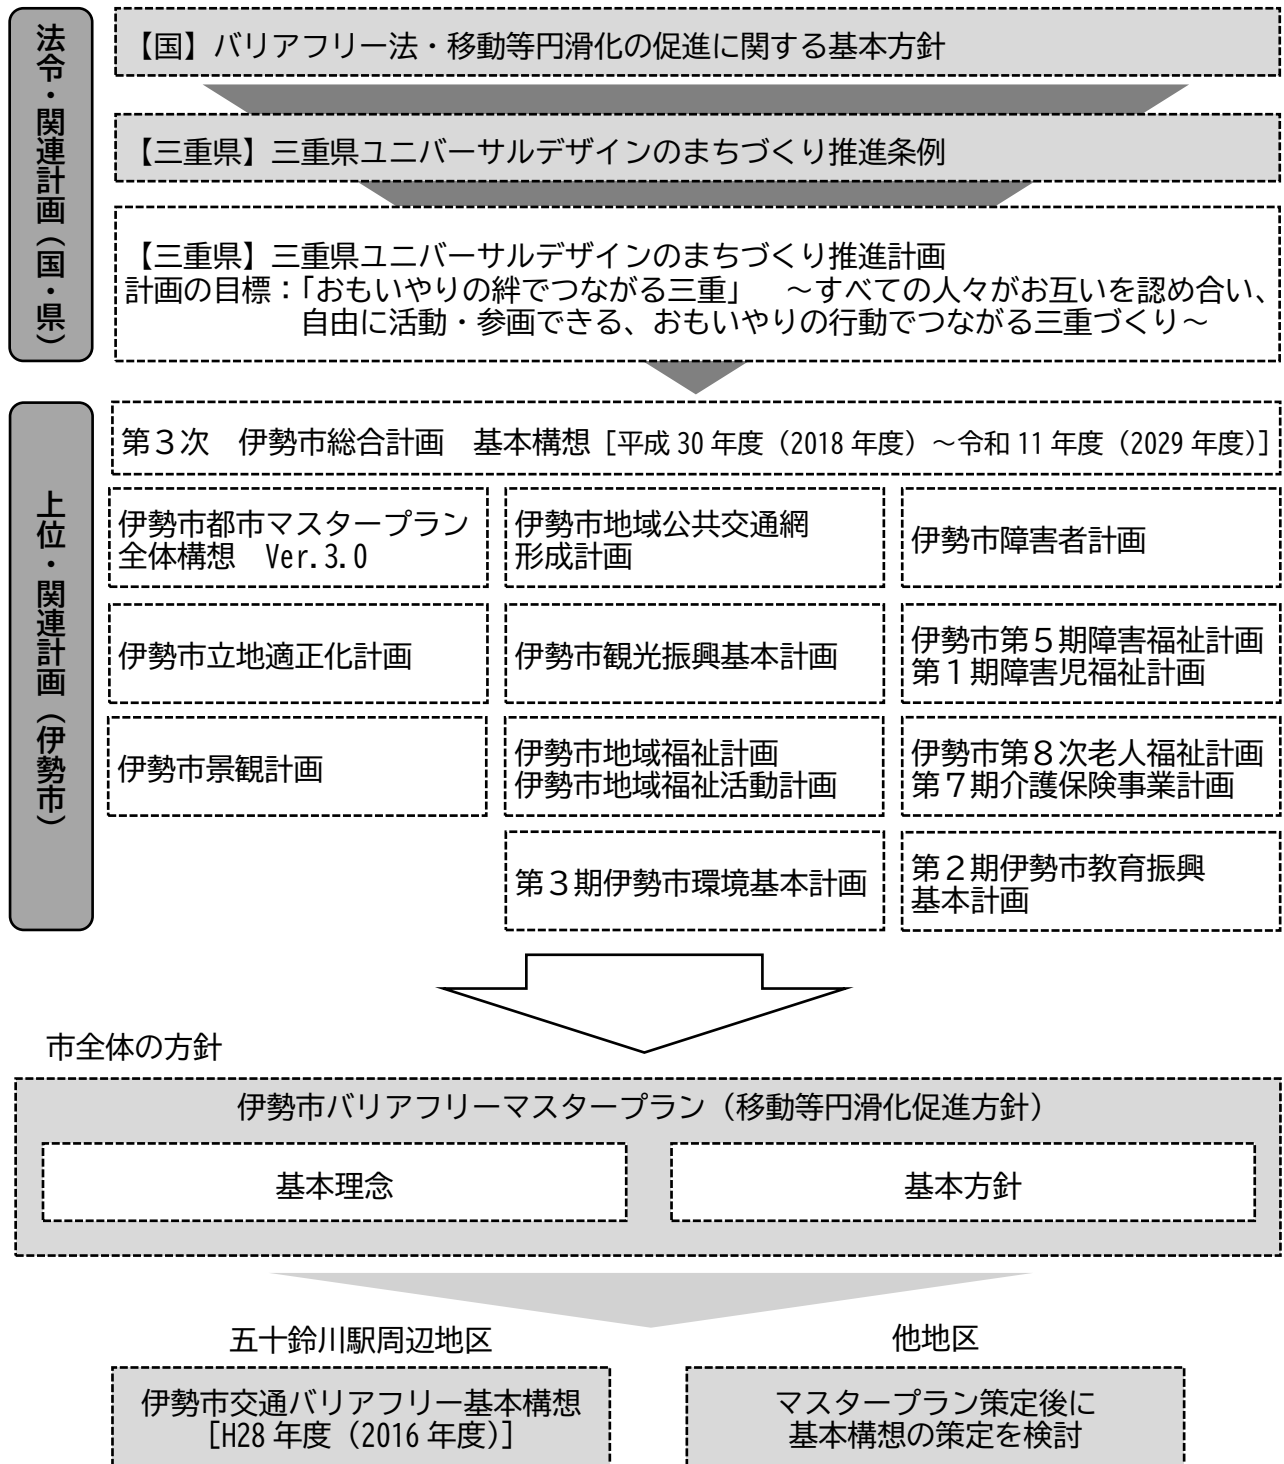 法令・関連計画（国・県）
【国】バリアフリー法・移動等円滑化の促進に関する基本方針
【三重県】三重県ユニバーサルデザインのまちづくり推進条例
【三重県】三重県ユニバーサルデザインのまちづくり推進計画
計画の目標：「おもいやりの絆でつながる三重」　～すべての人々がお互いを認め合い、
自由に活動・参画できる、おもいやりの行動でつながる三重づくり～
上位・関連計画（伊勢市）
第３次　伊勢市総合計画　基本構想［平成 30 年度（2018 年度）～令和 11 年度（2029 年度）］
伊勢市都市マスタープラン
全体構想　Ver.3.0
伊勢市地域公共交通網
形成計画
伊勢市障害者計画
伊勢市立地適正化計画
伊勢市観光振興基本計画
伊勢市第５期障害福祉計画
第１期障害児福祉計画
伊勢市景観計画
伊勢市地域福祉計画
伊勢市地域福祉活動計画
伊勢市第８次老人福祉計画
第７期介護保険事業計画
第３期伊勢市環境基本計画
第２期伊勢市教育振興
基本計画
市全体の方針
伊勢市バリアフリーマスタープラン（移動等円滑化促進方針）
基本理念
基本方針
五十鈴川駅周辺地区
伊勢市交通バリアフリー基本構想
［H28 年度（2016 年度）］
他地区
マスタープラン策定後に
基本構想の策定を検討